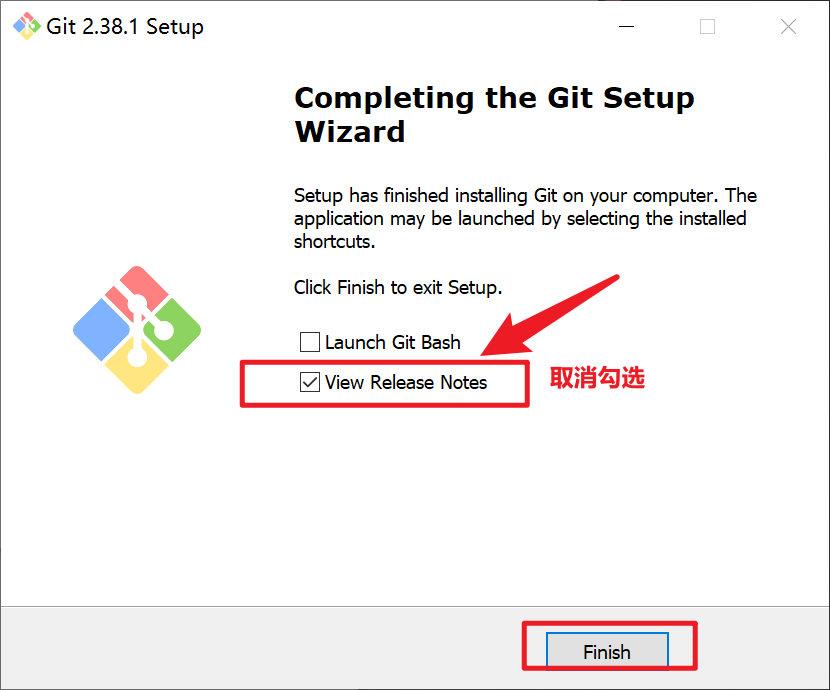 Git 2.38.1 Setup
Completing the Git Setup
Wizard
Setup has finished installing Git on your computer. The
application may be launched by selecting the installed
shortcuts.
Click Finish to exit Setup.
Launch Git Bash
View Release Notes
取消勾选
Finish